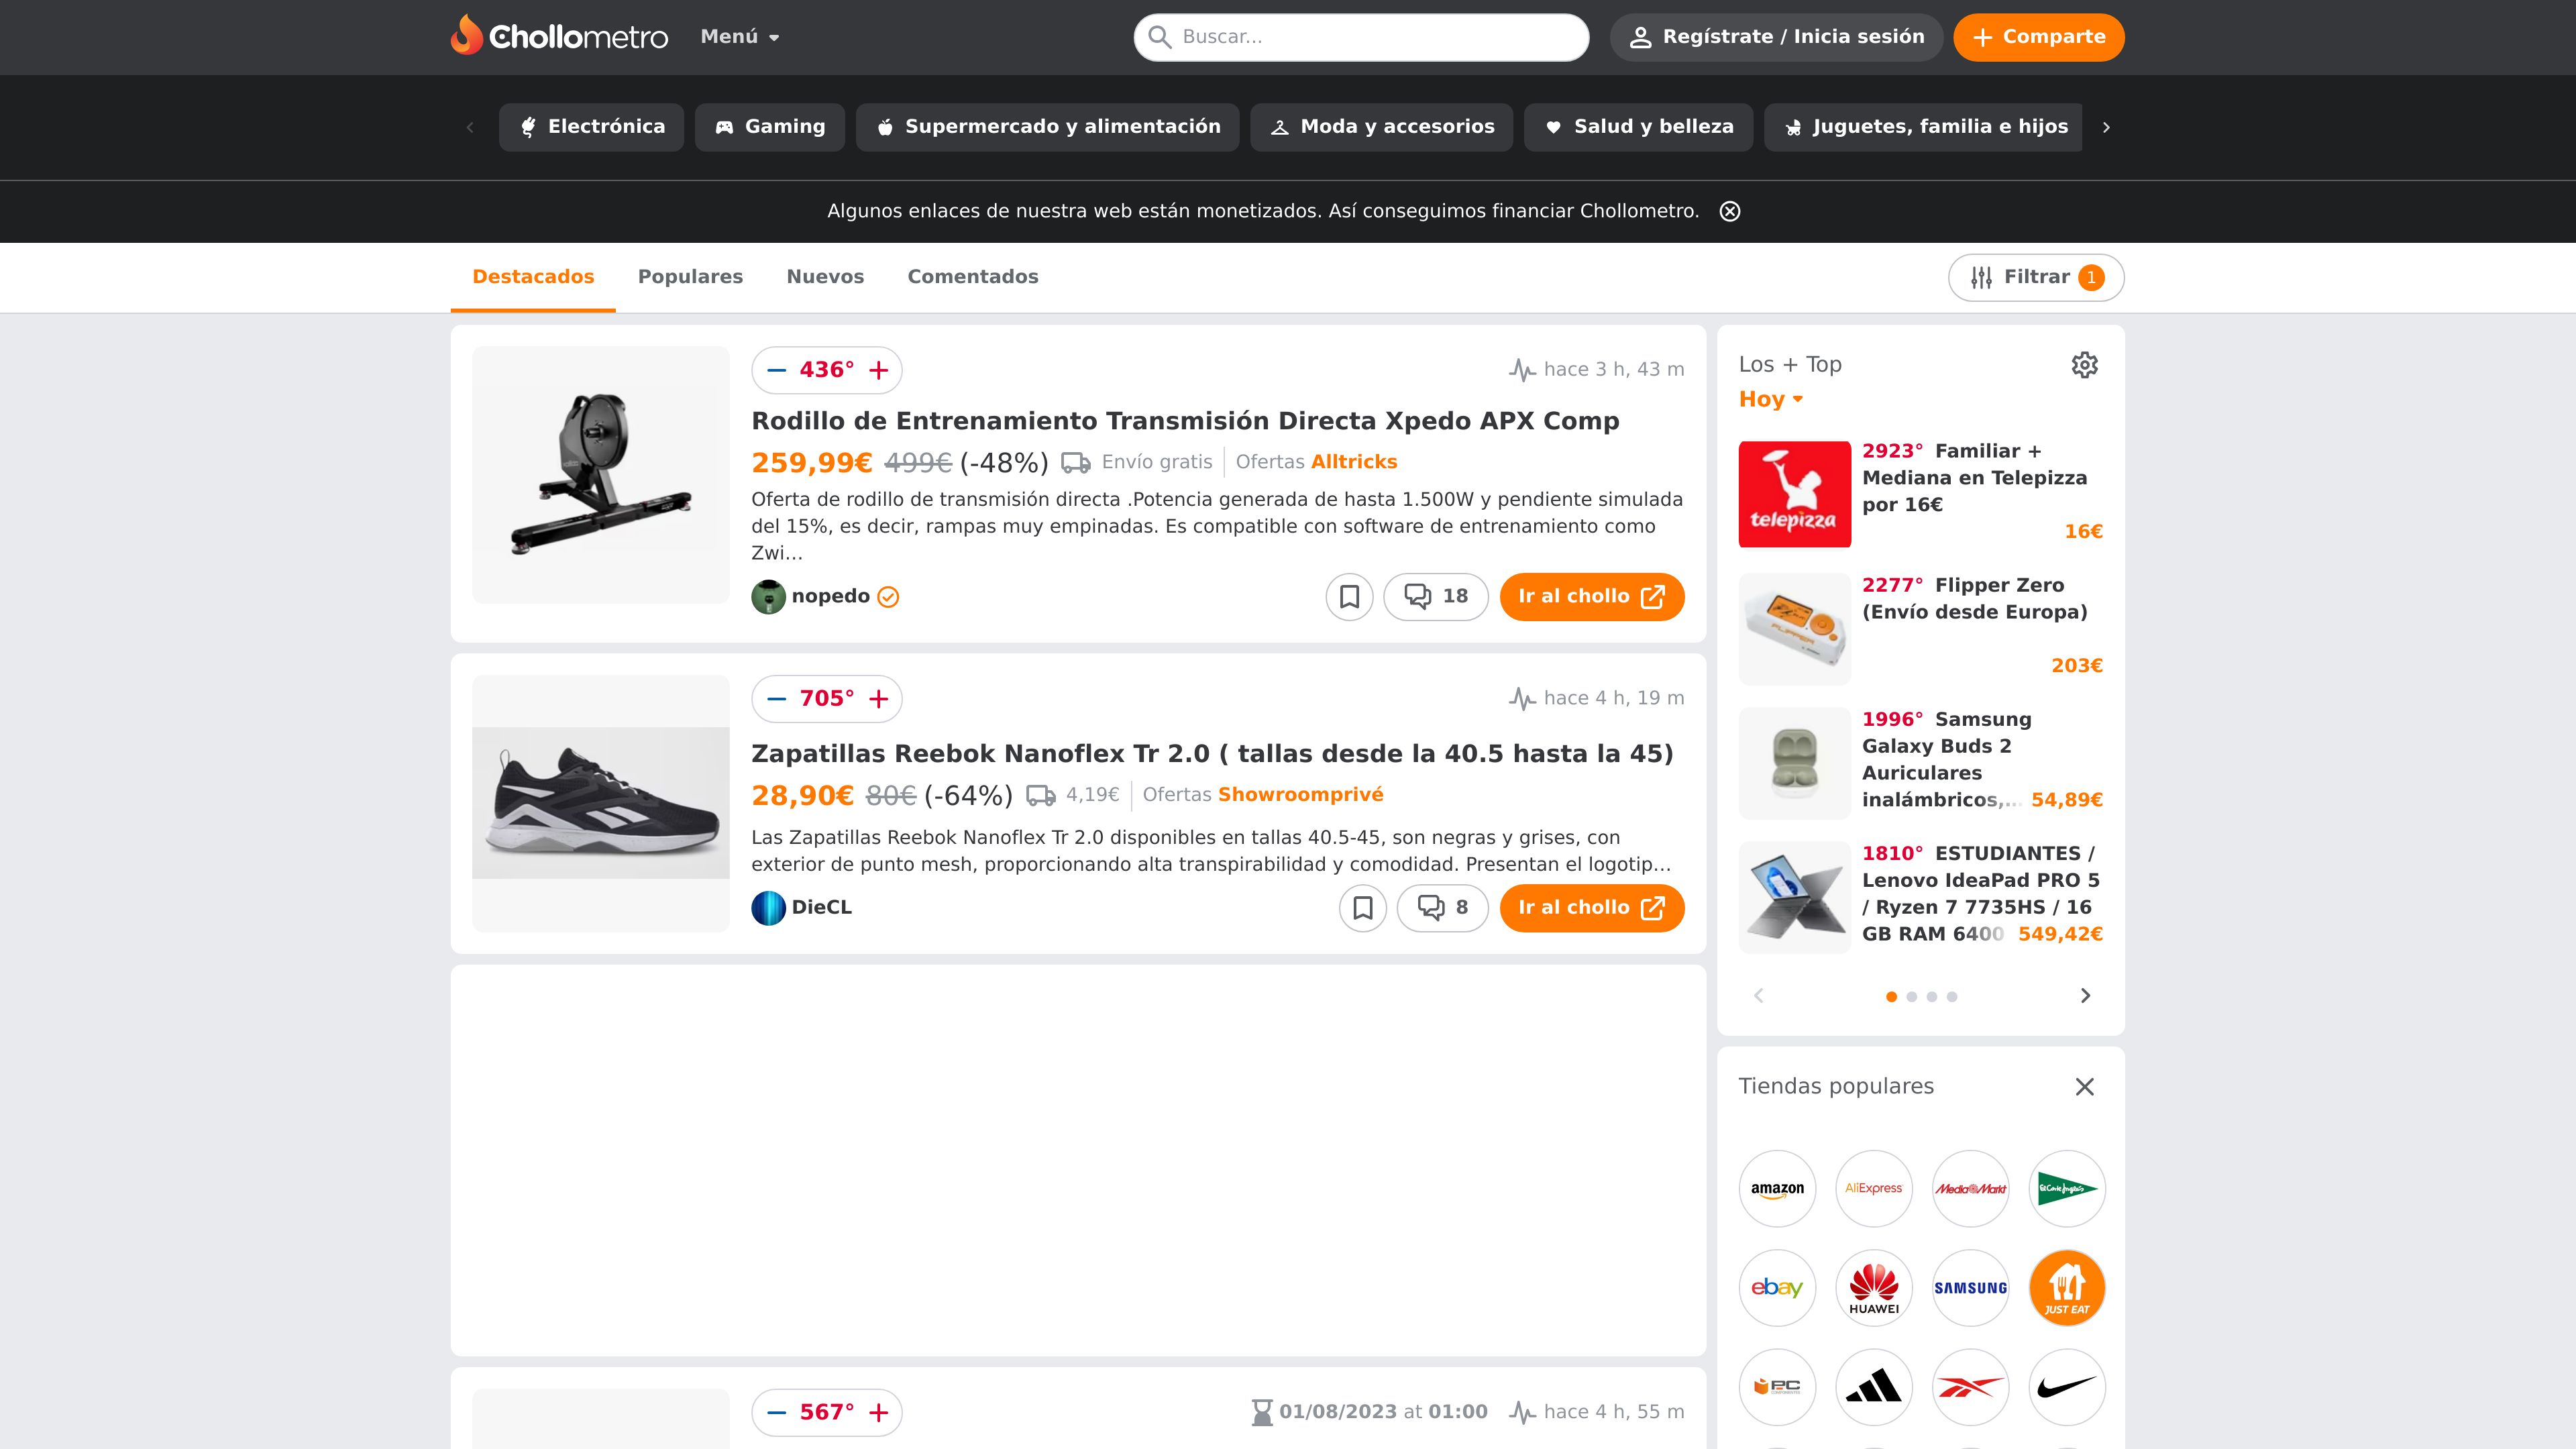 Chollometro
Menú
Buscar...
Regístrate / Inicia sesión
Comparte
Electrónica
Gaming
Supermercado y alimentación
Moda y accesorios
Salud y belleza
Juguetes, familia e hijos
Algunos enlaces de nuestra web están monetizados. Así conseguimos financiar Chollometro.
Destacados
Populares
Nuevos
Comentados
Filtrar 1
436°
hace 3 h, 43 m
Rodillo de Entrenamiento Transmisión Directa Xpedo APX Comp
259,99€ 499€ (-48%) Envío gratis Ofertas Alltricks
Oferta de rodillo de transmisión directa .Potencia generada de hasta 1.500W y pendiente simulada
del 15%, es decir, rampas muy empinadas. Es compatible con software de entrenamiento como
Zwi…
nopedo
18
Ir al chollo
705°
hace 4 h, 19 m
Zapatillas Reebok Nanoflex Tr 2.0 ( tallas desde la 40.5 hasta la 45)
28,90€ 80€ (-64%) 4,19€ Ofertas Showroomprivé
Las Zapatillas Reebok Nanoflex Tr 2.0 disponibles en tallas 40.5-45, son negras y grises, con
exterior de punto mesh, proporcionando alta transpirabilidad y comodidad. Presentan el logotip…
DieCL
8
Ir al chollo
567°
01/08/2023 at 01:00
hace 4 h, 55 m
Los + Top
Hoy
telepizza
2923° Familiar +
Mediana en Telepizza
por 16€
16€
FLIPPER
2277° Flipper Zero
(Envío desde Europa)
203€
1996° Samsung
Galaxy Buds 2
Auriculares
inalámbricos,…
54,89€
1810° ESTUDIANTES /
Lenovo IdeaPad PRO 5
/ Ryzen 7 7735HS / 16
GB RAM 6400
549,42€
Tiendas populares
amazon
AliExpress
MediaMarkt
El Corte Inglés
ebay
HUAWEI
SAMSUNG
JUST EAT
PC